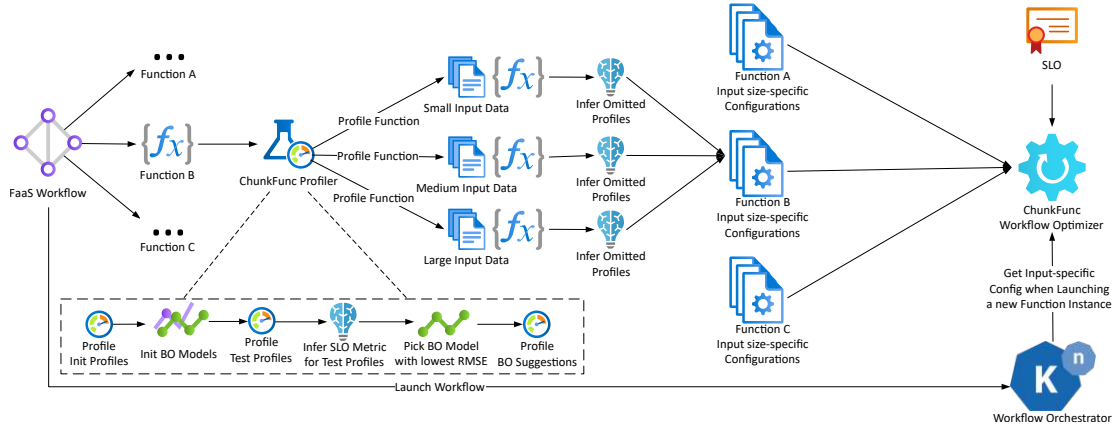 FaaS Workflow
Function A
{fx}
Function B
Function C
ChunkFunc Profiler
Profile Function
Profile Function
Profile Function
{fx}
Small Input Data
{fx}
Medium Input Data
{fx}
Large Input Data
Infer Omitted
Profiles
Infer Omitted
Profiles
Infer Omitted
Profiles
Function A
Input size-specific
Configurations
Function B
Input size-specific
Configurations
Function C
Input size-specific
Configurations
SLO
ChunkFunc
Workflow Optimizer
Get Input-specific
Config when Launching
a new Function Instance
K
n
Workflow Orchestrator
Profile
Init Profiles
Init BO Models
Profile
Test Profiles
Infer SLO Metric
for Test Profiles
Pick BO Model
with lowest RMSE
Profile
BO Suggestions
Launch Workflow